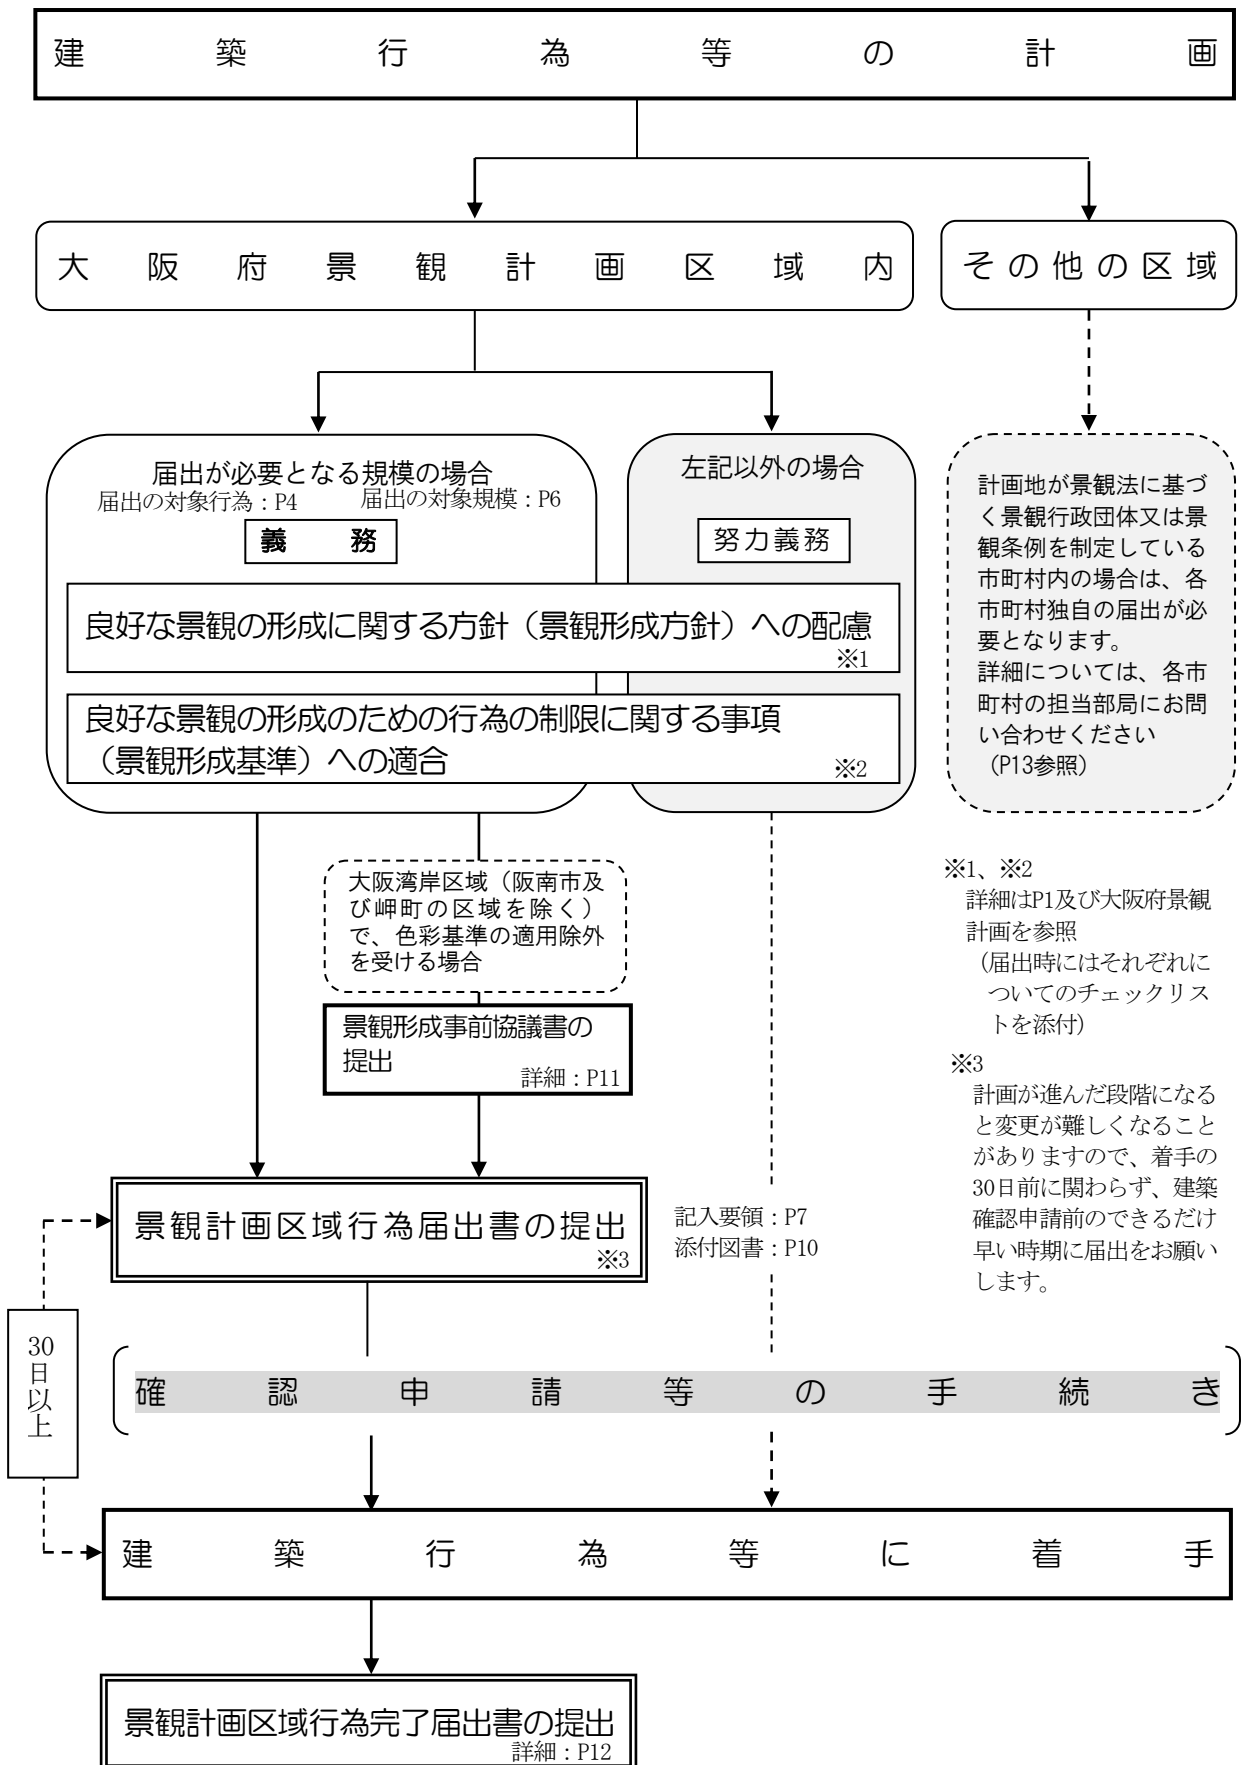 建築行為等の計画
大阪府景観計画区域内
その他の区域
届出が必要となる規模の場合
届出の対象行為：P4　届出の対象規模：P6
義務
左記以外の場合
努力義務
良好な景観の形成に関する方針（景観形成方針）への配慮
※1
良好な景観の形成のための行為の制限に関する事項
（景観形成基準）への適合
※2
計画地が景観法に基づ
く景観行政団体又は景
観条例を制定している
市町村内の場合は、各
市町村独自の届出が必
要となります。
詳細については、各市
町村の担当部局にお問
い合わせください
（P13参照）
大阪湾岸区域（阪南市及
び岬町の区域を除く）
で、色彩基準の適用除外
を受ける場合
景観形成事前協議書の
提出
詳細：P11
※1、※2
詳細はP1及び大阪府景観
計画を参照
（届出時にはそれぞれに
ついてのチェックリス
トを添付）
※3
計画が進んだ段階になる
と変更が難しくなること
がありますので、着手の
30日前に関わらず、建築
確認申請前のできるだけ
早い時期に届出をお願い
します。
景観計画区域行為届出書の提出
※3
記入要領：P7
添付図書：P10
30日以上
確認申請等の手続き
建築行為等に着手
景観計画区域行為完了届出書の提出
詳細：P12